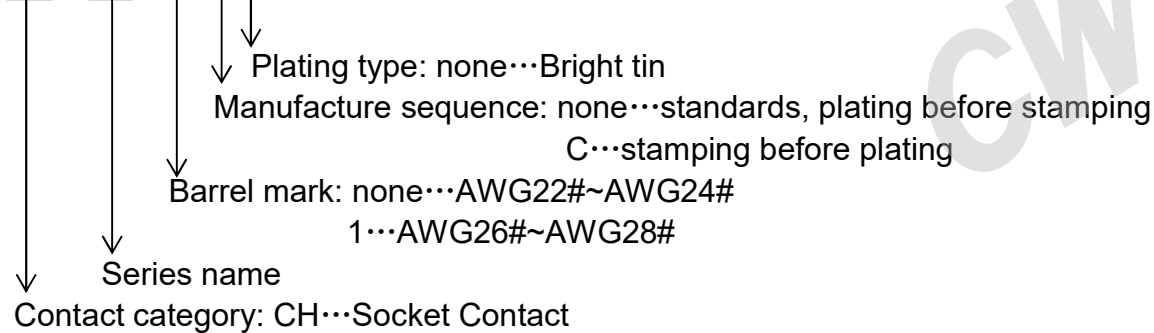 Plating type: none⋯Bright tin
Manufacture sequence: none⋯standards, plating before stamping
C⋯stamping before plating
Barrel mark: none⋯AWG22#~AWG24#
1⋯AWG26#~AWG28#
Series name
Contact category: CH⋯Socket Contact
CW